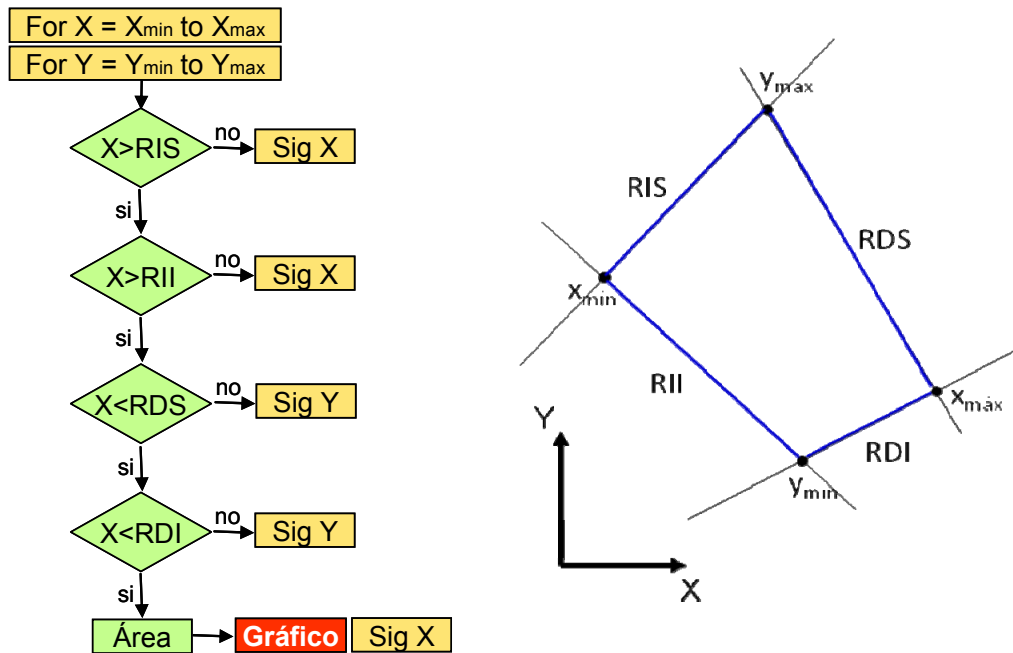 For X = Xmin to Xmax
For Y = Ymin to Ymax
X>RIS
no
Sig X
si
X>RII
no
Sig X
si
X<RDS
no
Sig Y
si
X<RDI
no
Sig Y
si
Área
Gráfico
Sig X
ymax
RIS
RDS
xmin
RII
xmáx
RDI
ymin
Y
X